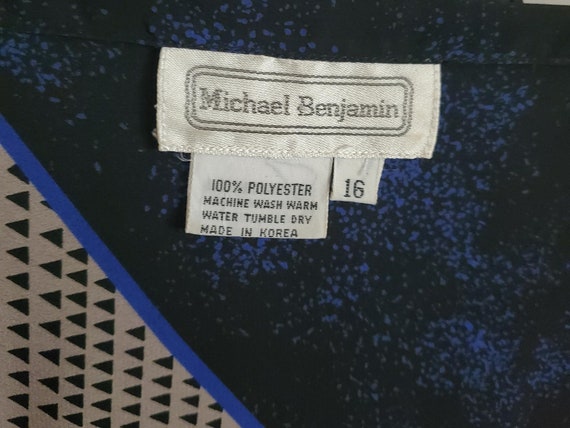 Michael Benjamin
100% POLYESTER
MACHINE WASH WARM
WATER TUMBLE DRY
MADE IN KOREA
16